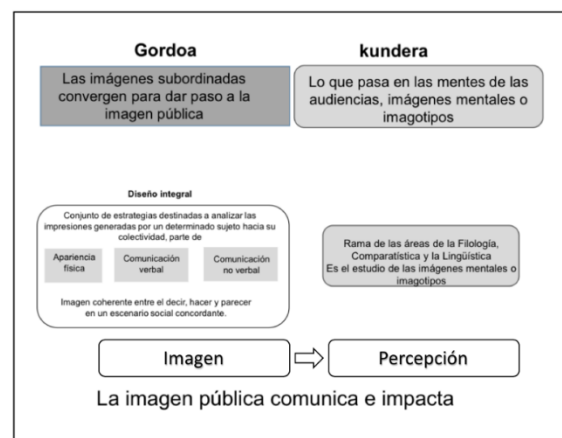 Gordoa
kundera
Las imágenes subordinadas
convergen para dar paso a la
imagen pública
Lo que pasa en las mentes de las
audiencias, imágenes mentales o
imagotipos
Diseño integral
Conjunto de estrategias destinadas a analizar las
impresiones generadas por un determinado sujeto hacia su
colectividad, parte de
Apariencia
física
Comunicación
verbal
Comunicación
no verbal
Imagen coherente entre el decir, hacer y parecer
en un escenario social concordante.
Rama de las áreas de la Filología,
Comparatística y la Lingüística
Es el estudio de las imágenes mentales o
imagotipos
Imagen
Percepción
La imagen pública comunica e impacta